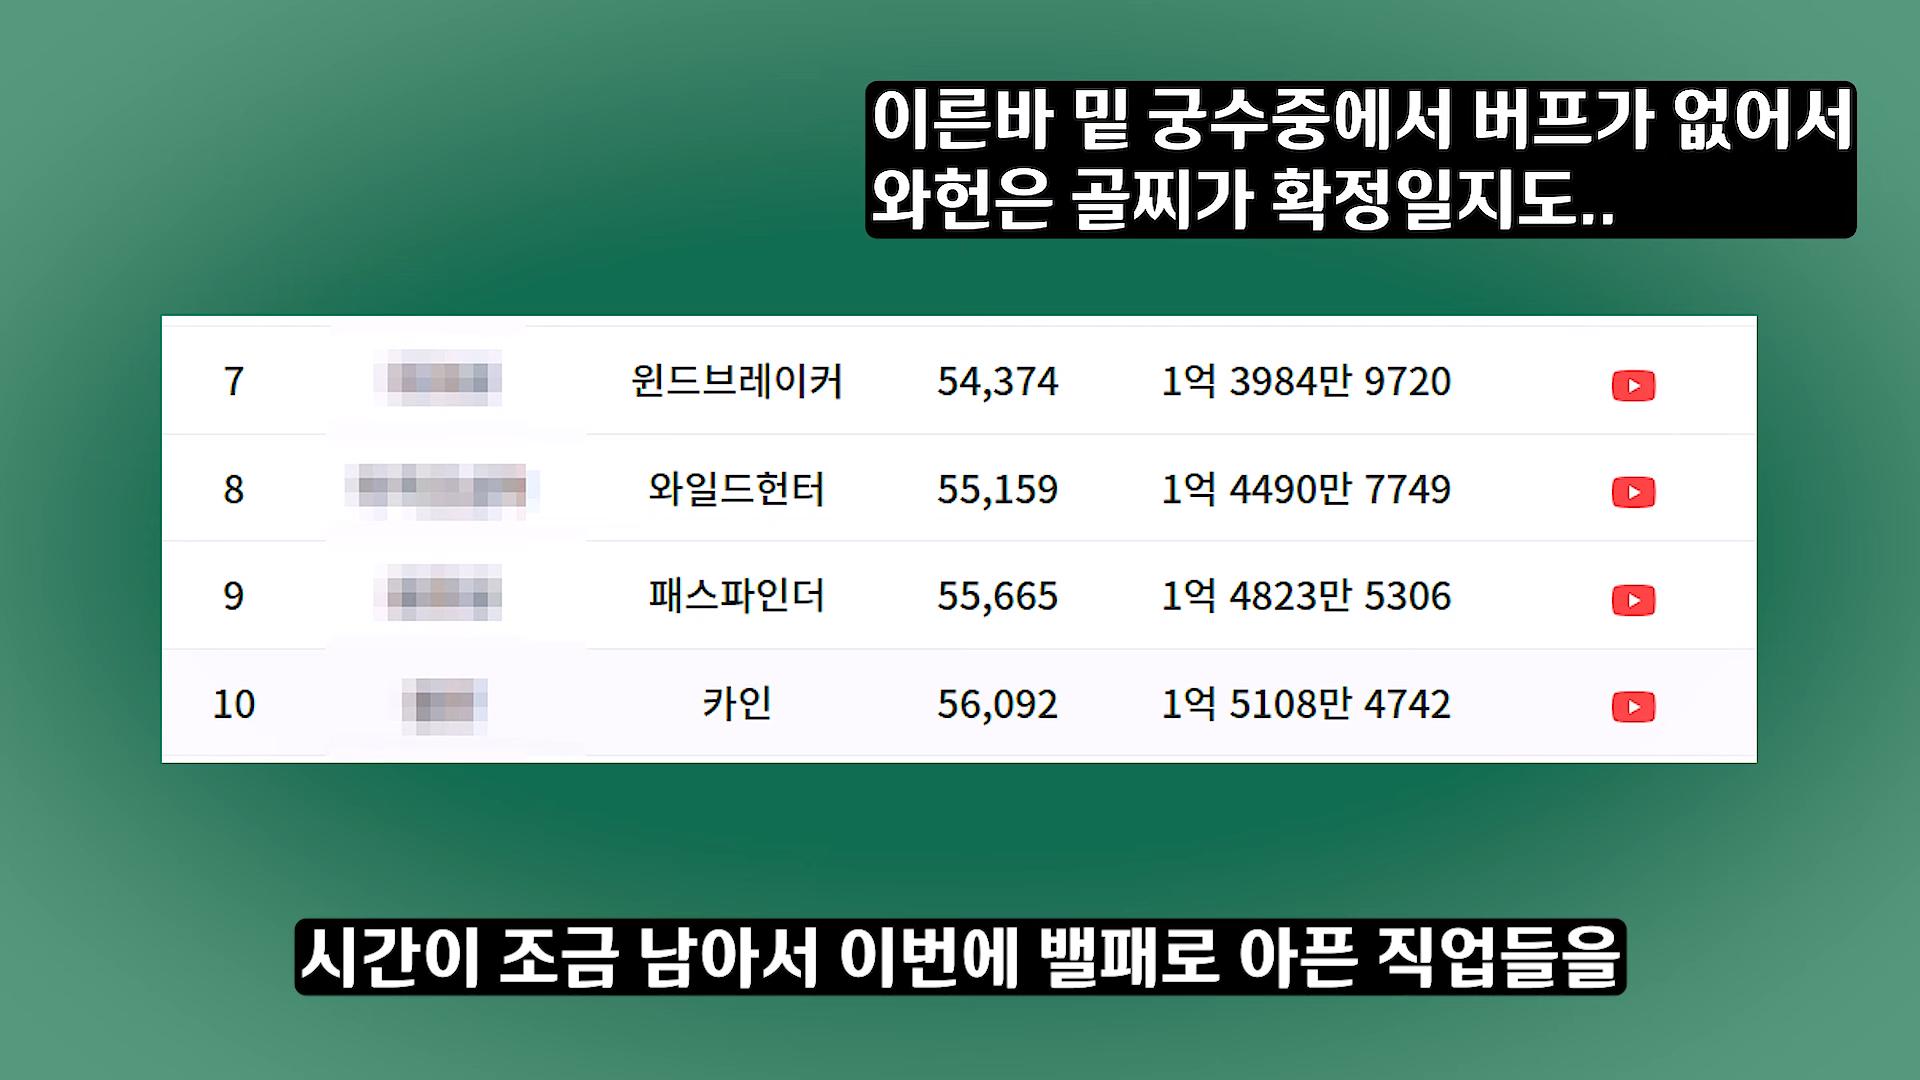 이른바 밑 궁수중에서 버프가 없어서
와헌은 골찌가 확정일지도..
7 윈드브레이커 54,374 1억 3984만 9720
8 와일드헌터 55,159 1억 4490만 7749
9 패스파인더 55,665 1억 4823만 5306
10 카인 56,092 1억 5108만 4742
시간이 조금 남아서 이번에 밸패로 아픈 직업들을